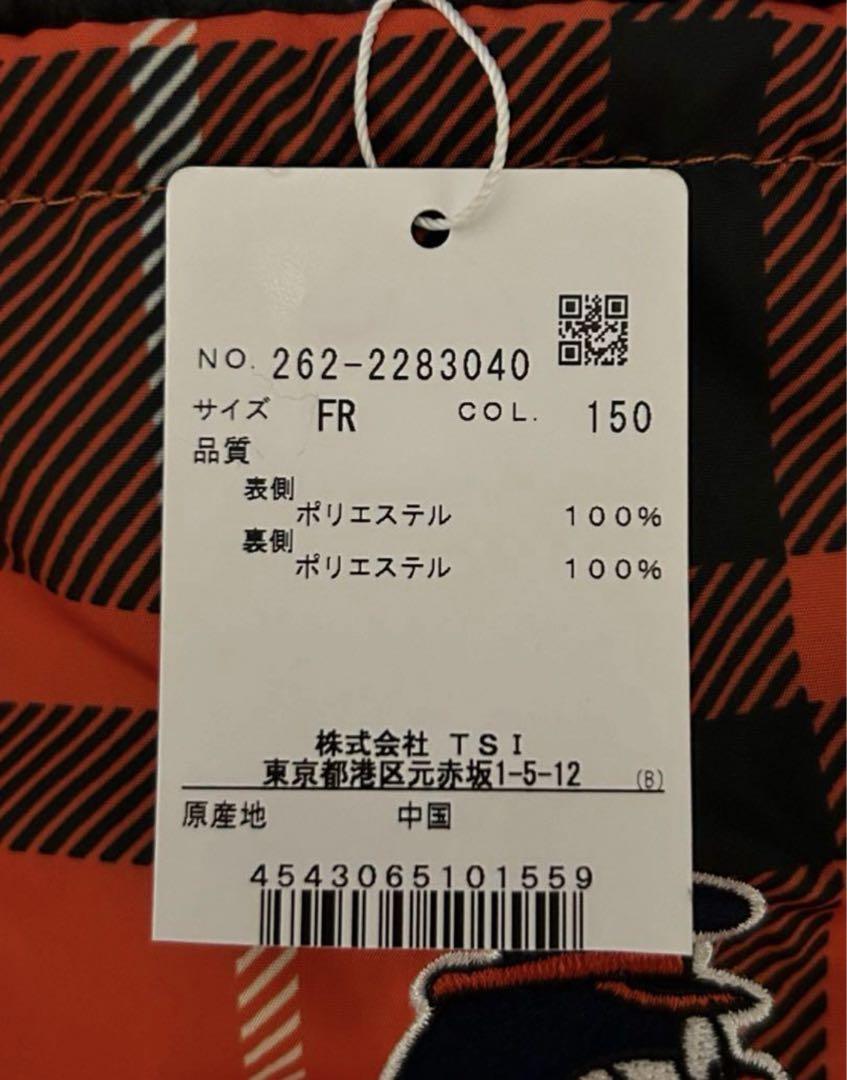 NO. 262-2283040
サイズ FR COL. 150
品質
表側
ポリエステル 100%
裏側
ポリエステル 100%
株式会社 TSI
東京都港区元赤坂1-5-12 (B)
原産地 中国
4543065101559